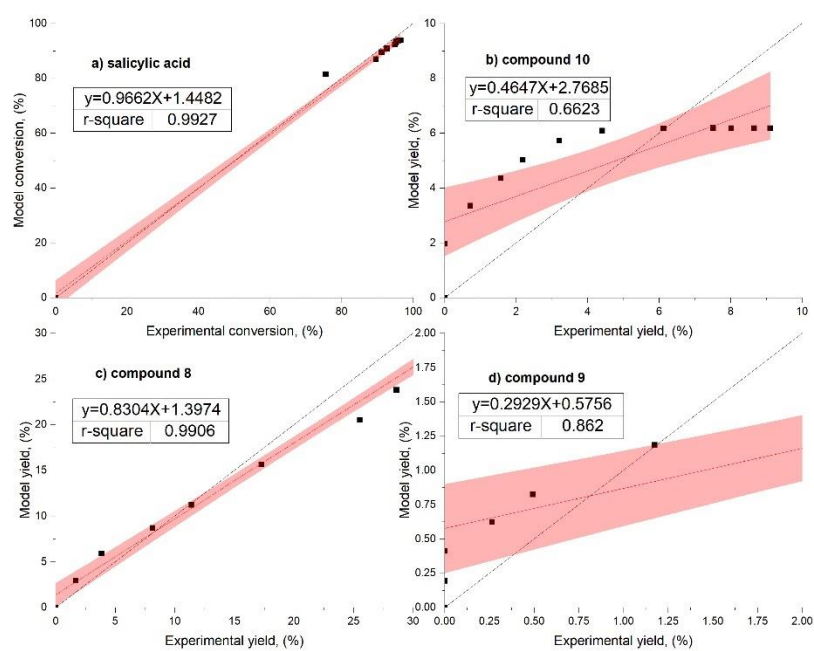 a) salicylic acid
y=0.9662X+1.4482
r-square 0.9927
Model conversion, (%)
100
80
60
40
20
0
0 20 40 60 80 100
Experimental conversion, (%)
b) compound 10
y=0.4647X+2.7685
r-square 0.6623
Model yield, (%)
10
8
6
4
2
0
0 2 4 6 8 10
Experimental yield, (%)
c) compound 8
y=0.8304X+1.3974
r-square 0.9906
Model yield, (%)
30
25
20
15
10
5
0
0 5 10 15 20 25 30
Experimental yield, (%)
d) compound 9
y=0.2929X+0.5756
r-square 0.862
Model yield, (%)
2.00
1.75
1.50
1.25
1.00
0.75
0.50
0.25
0.00
0.00 0.25 0.50 0.75 1.00 1.25 1.50 1.75 2.00
Experimental yield, (%)